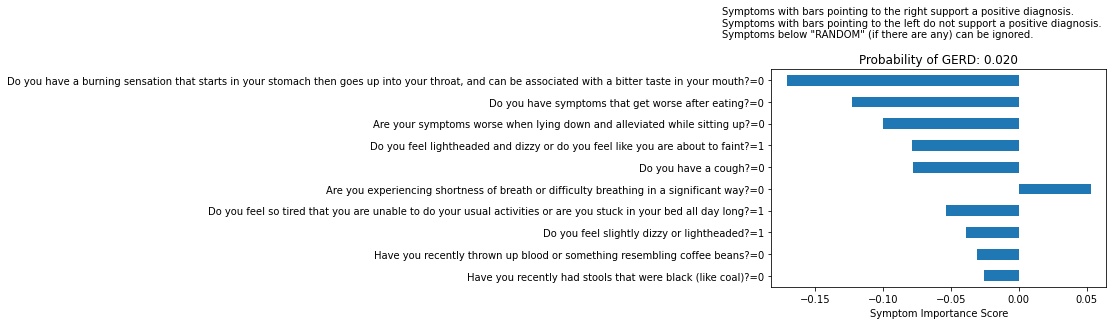 Symptoms with bars pointing to the right support a positive diagnosis.
Symptoms with bars pointing to the left do not support a positive diagnosis.
Symptoms below "RANDOM" (if there are any) can be ignored.
Probability of GERD: 0.020
Do you have a burning sensation that starts in your stomach then goes up into your throat, and can be associated with a bitter taste in your mouth?=0
Do you have symptoms that get worse after eating?=0
Are your symptoms worse when lying down and alleviated while sitting up?=0
Do you feel lightheaded and dizzy or do you feel like you are about to faint?=1
Do you have a cough?=0
Are you experiencing shortness of breath or difficulty breathing in a significant way?=0
Do you feel so tired that you are unable to do your usual activities or are you stuck in your bed all day long?=1
Do you feel slightly dizzy or lightheaded?=1
Have you recently thrown up blood or something resembling coffee beans?=0
Have you recently had stools that were black (like coal)?=0
−0.15 −0.10 −0.05 0.00 0.05
Symptom Importance Score